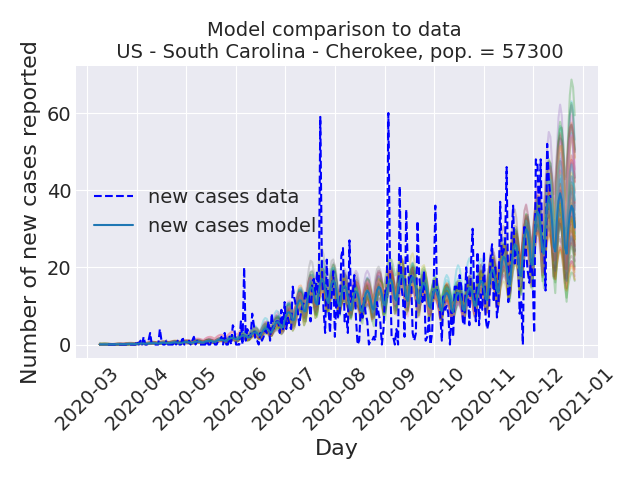 Model comparison to data
US - South Carolina - Cherokee, pop. = 57300
Number of new cases reported
60
40
20
0
new cases data
new cases model
2020-03
2020-04
2020-05
2020-06
2020-07
2020-08
2020-09
2020-10
2020-11
2020-12
2021-01
Day